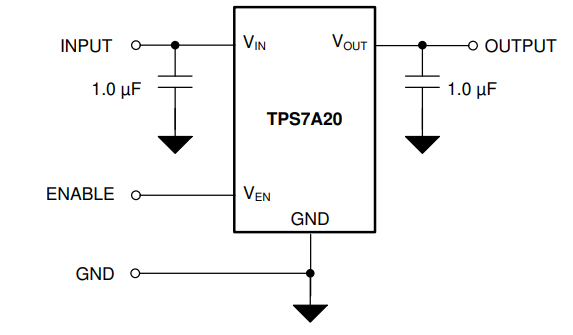 INPUT VIN VOUT OUTPUT
1.0 µF 1.0 µF
TPS7A20
ENABLE VEN
GND
GND